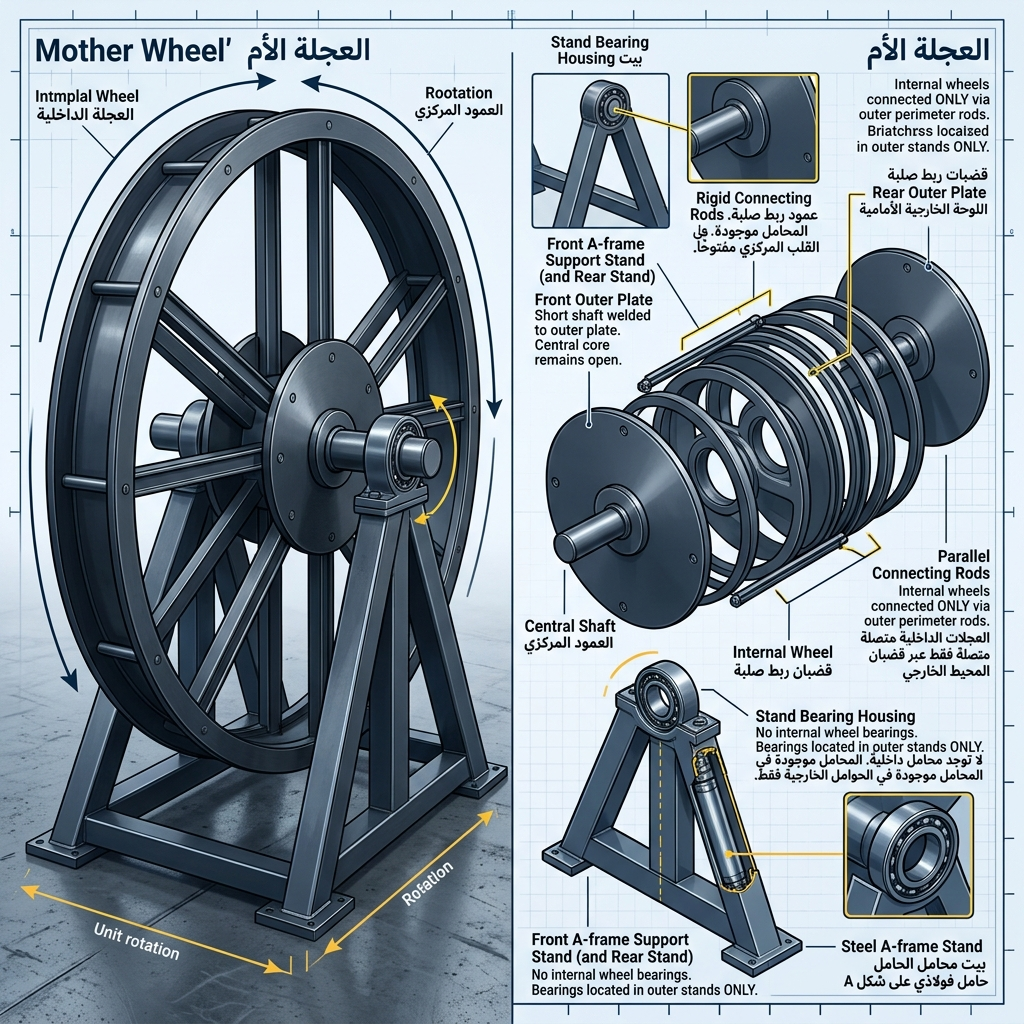 Mother Wheel' العجلة الأم
Intmplal Wheel
العجلة الداخلية
Rootation
العمود المركزي
Unit rotation
Stand Bearing
Housing بيت
العجلة الأم
Internal wheels
connected ONLY via
outer perimeter rods.
Briatchrss locaized
in outer stands ONLY.
قضبات ربط صلبة
Rear Outer Plate
اللوحة الخارجية الأمامية
Rigid Connecting
Rods عمود ربط صلبة.
المحامل موجودة. في
القلب المركزي مفتوحًا.
Front A-frame
Support Stand
(and Rear Stand)
Front Outer Plate
Short shaft welded
to outer plate.
Central core
remains open.
Central Shaft
العمود المركزي
Internal Wheel
قضبان ربط صلبة
Parallel
Connecting Rods
Internal wheels
connected ONLY via
outer perimeter rods.
العجلات الداخلية متصلة
متصلة فقط عبر قضبان
المحيط الخارجي
Stand Bearing Housing
No internal wheel bearings.
Bearings located in outer stands ONLY.
لا توجد محامل داخلية. المحامل موجودة في
المحامل موجودة في الحوامل الخارجية فقط.
Front A-frame Support
Stand (and Rear Stand)
No internal wheel bearings.
Bearings located in outer stands ONLY.
Steel A-frame Stand
بيت محامل الحامل
حامل فولاذي على شكل A